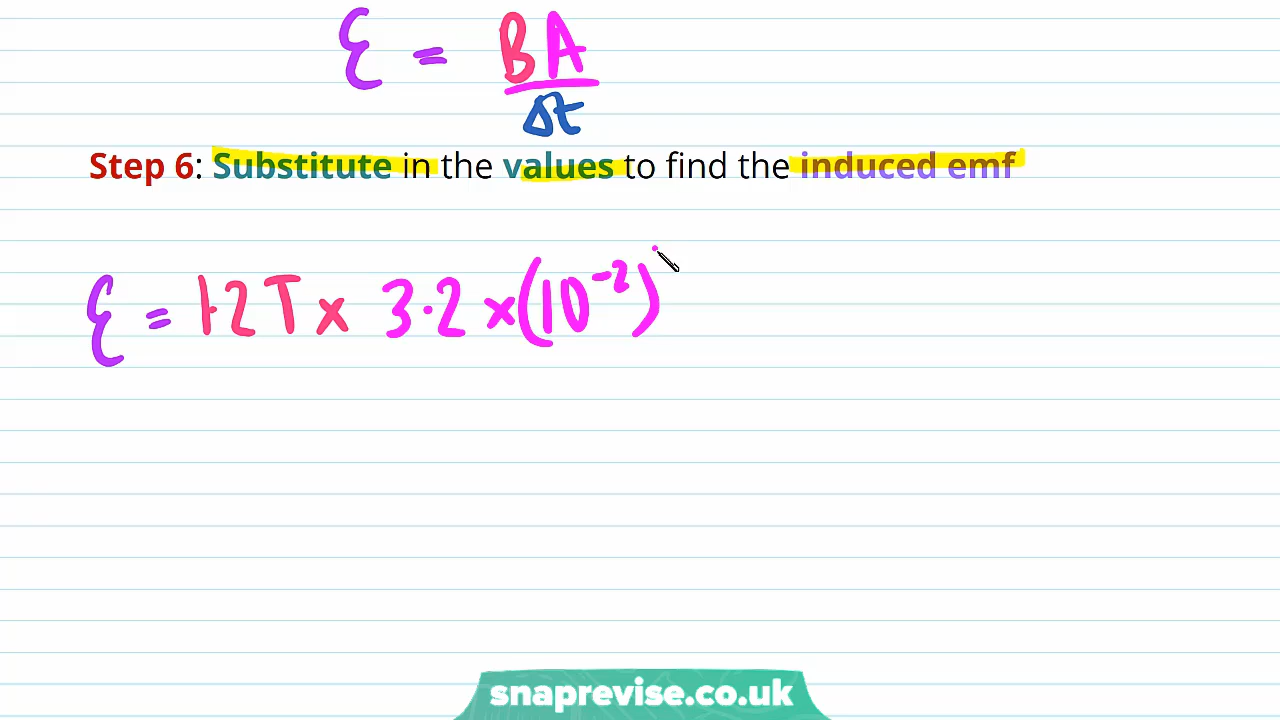 Ɛ = BA
Δt
Step 6: Substitute in the values to find the induced emf
Ɛ = 1.2T × 3.2 × (10⁻²)
snaprevise.co.uk